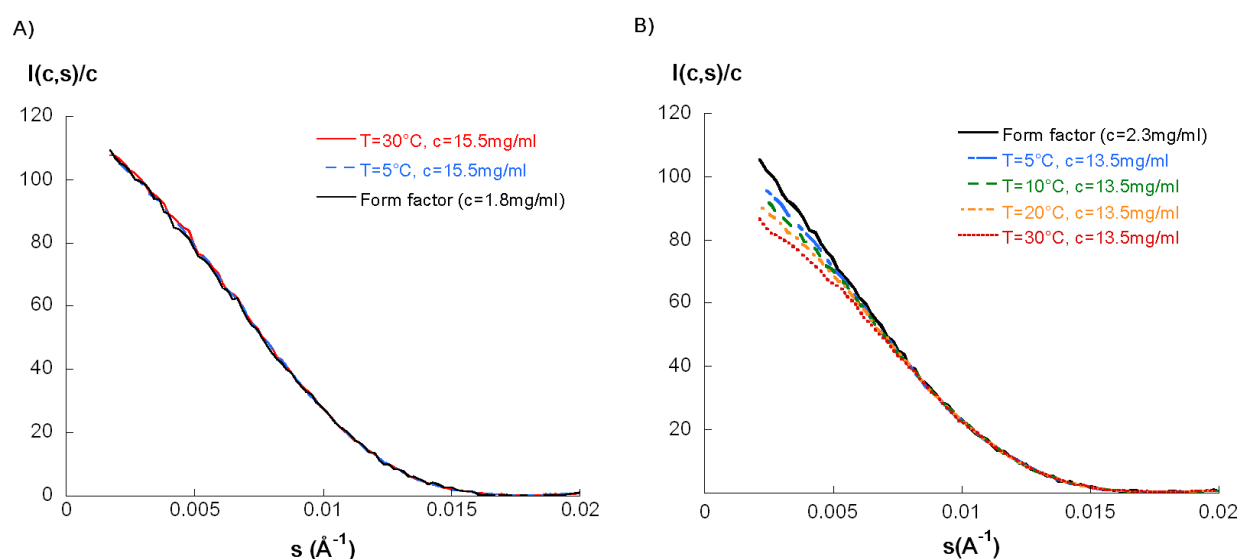 A)
I(c,s)/c
120
100
80
60
40
20
0
0
0.005
0.01
0.015
0.02
s (Å⁻¹)
T=30°C, c=15.5mg/ml
T=5°C, c=15.5mg/ml
Form factor (c=1.8mg/ml)
B)
I(c,s)/c
120
100
80
60
40
20
0
0
0.005
0.01
0.015
0.02
s(A⁻¹)
Form factor (c=2.3mg/ml)
T=5°C, c=13.5mg/ml
T=10°C, c=13.5mg/ml
T=20°C, c=13.5mg/ml
T=30°C, c=13.5mg/ml